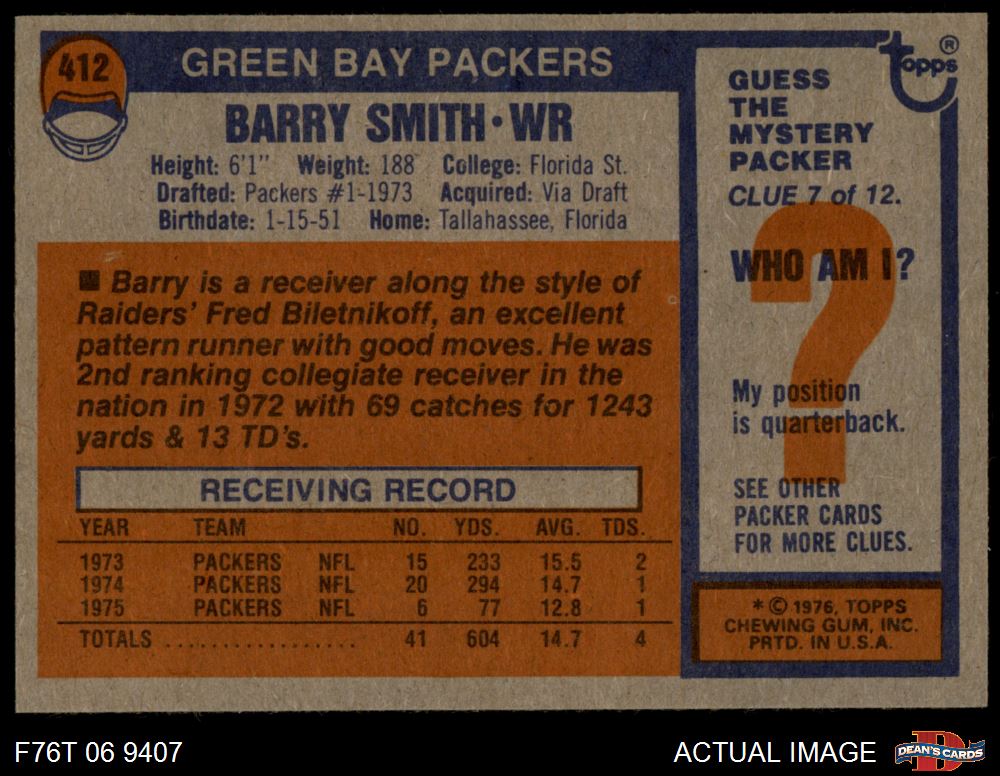 412
GREEN BAY PACKERS
BARRY SMITH • WR
Height: 6'1" Weight: 188 College: Florida St.
Drafted: Packers #1-1973 Acquired: Via Draft
Birthdate: 1-15-51 Home: Tallahassee, Florida
■ Barry is a receiver along the style of
Raiders' Fred Biletnikoff, an excellent
pattern runner with good moves. He was
2nd ranking collegiate receiver in the
nation in 1972 with 69 catches for 1243
yards & 13 TD's.
RECEIVING RECORD
YEAR TEAM NO. YDS. AVG. TDS.
1973 PACKERS NFL 15 233 15.5 2
1974 PACKERS NFL 20 294 14.7 1
1975 PACKERS NFL 6 77 12.8 1
TOTALS ................. 41 604 14.7 4
topps ®
GUESS
THE
MYSTERY
PACKER
CLUE 7 of 12.
?
WHO AM I?
My position
is quarterback.
SEE OTHER
PACKER CARDS
FOR MORE CLUES.
* © 1976, TOPPS
CHEWING GUM, INC.
PRTD. IN U.S.A.
F76T 06 9407
ACTUAL IMAGE
D
DEAN'S CARDS